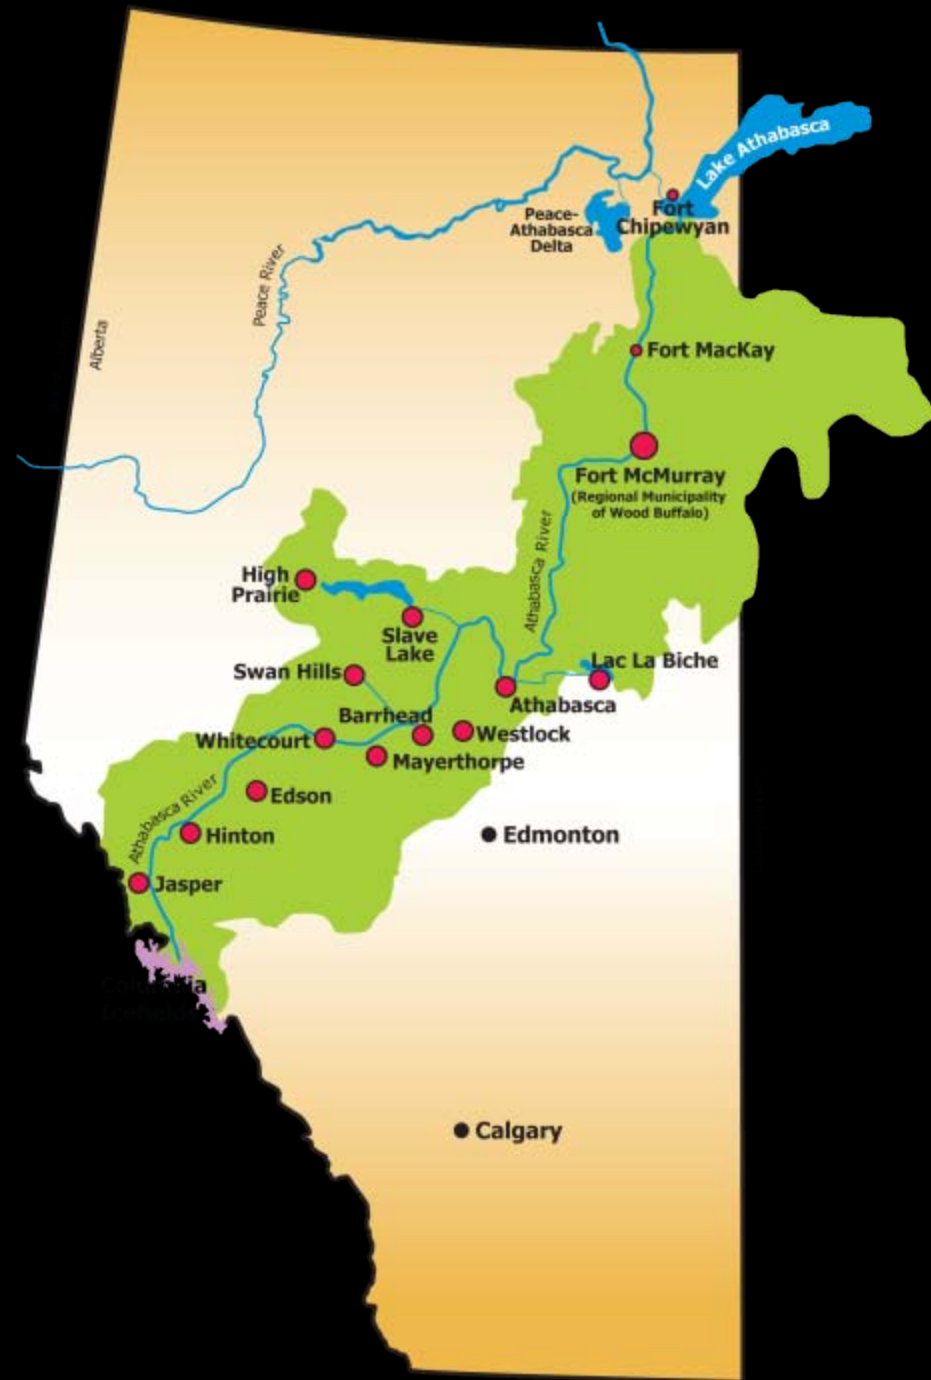 Lake Athabasca
Fort
Chipewyan
Peace-
Athabasca
Delta
Peace River
Alberta
Fort MacKay
Fort McMurray
(Regional Municipality
of Wood Buffalo)
Athabasca River
High
Prairie
Slave
Lake
Lac La Biche
Swan Hills
Athabasca
Barrhead
Westlock
Whitecourt
Mayerthorpe
Athabasca River
Edson
Hinton
Edmonton
Jasper
Columbia
Icefields
Calgary